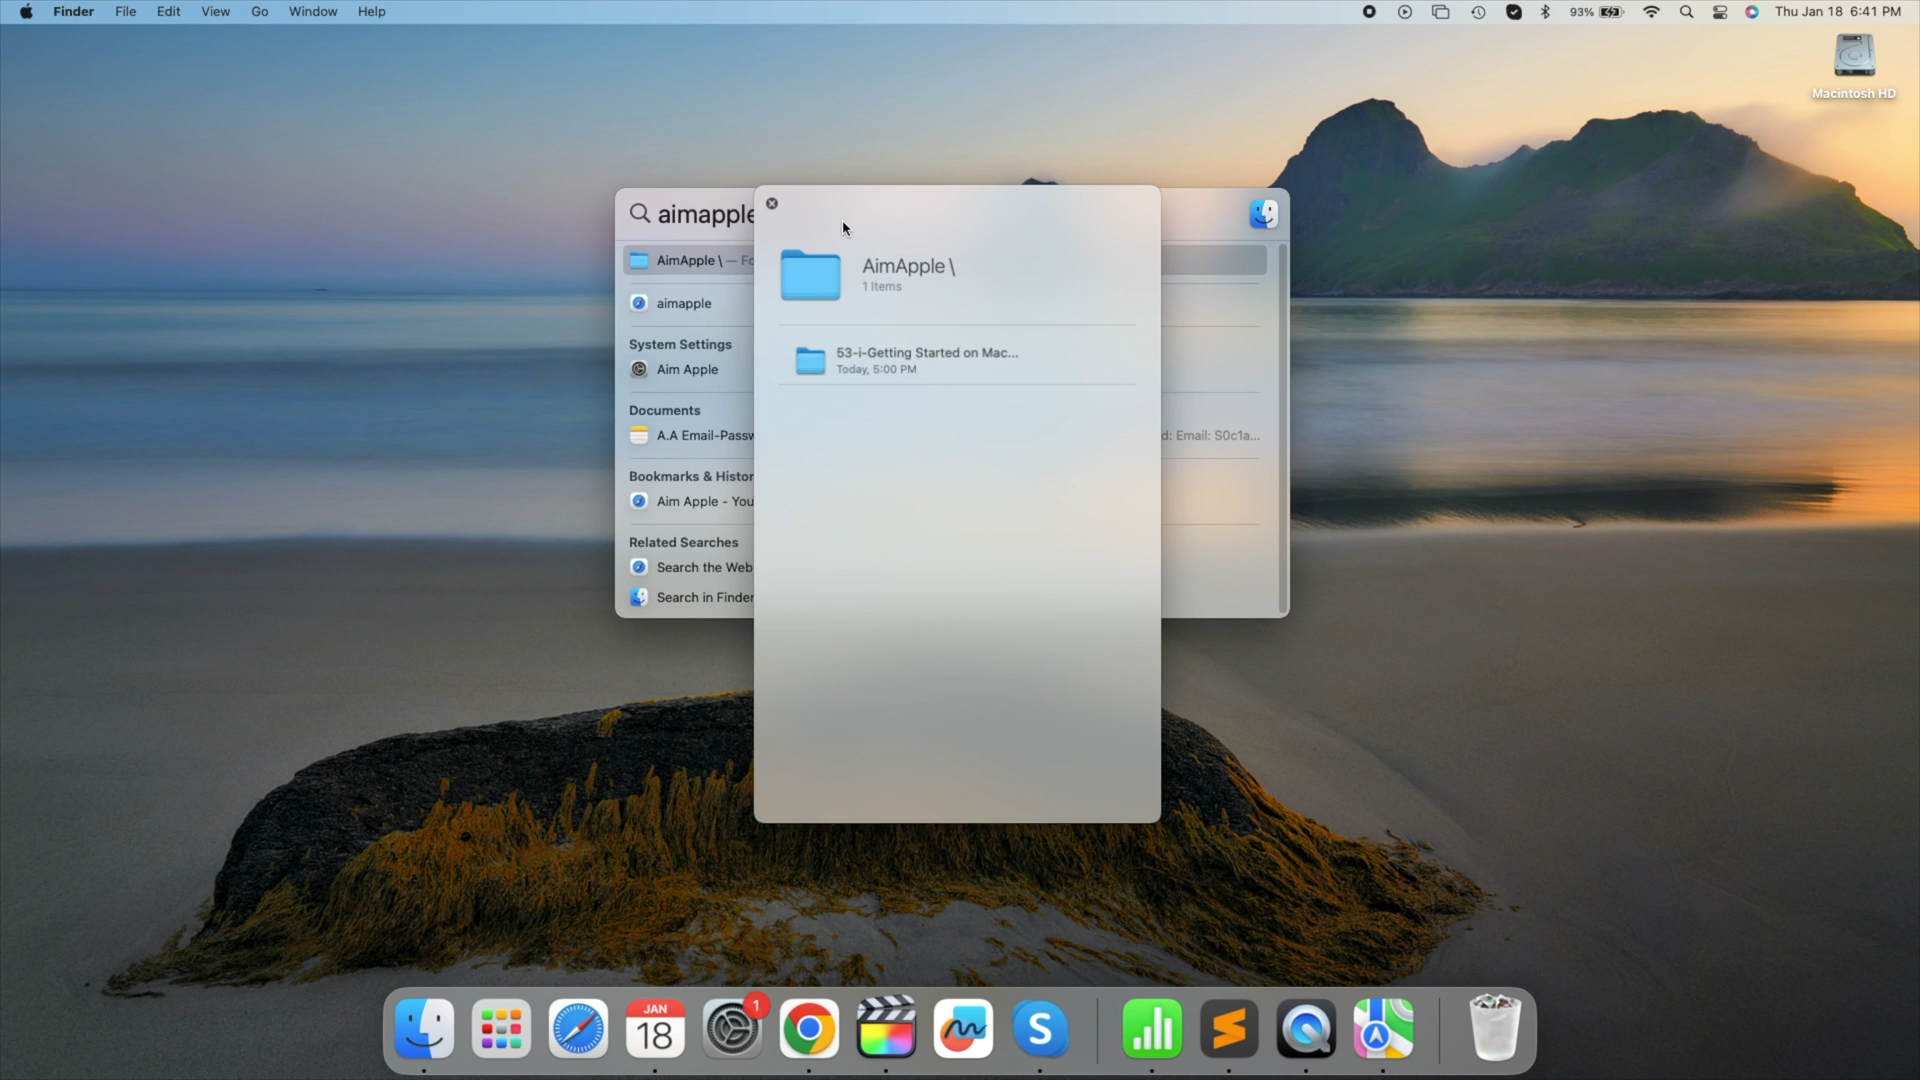 Finder File Edit View Go Window Help 93% Thu Jan 18 6:41 PM
Macintosh HD
aimapple
AimApple \ — Fo
aimapple
System Settings
Aim Apple
Documents
A.A Email-Passw
d: Email: S0c1a...
Bookmarks & Histor
Aim Apple - You
Related Searches
Search the Web
Search in Finder
AimApple \
1 Items
53-i-Getting Started on Mac...
Today, 5:00 PM
JAN
18
1
S